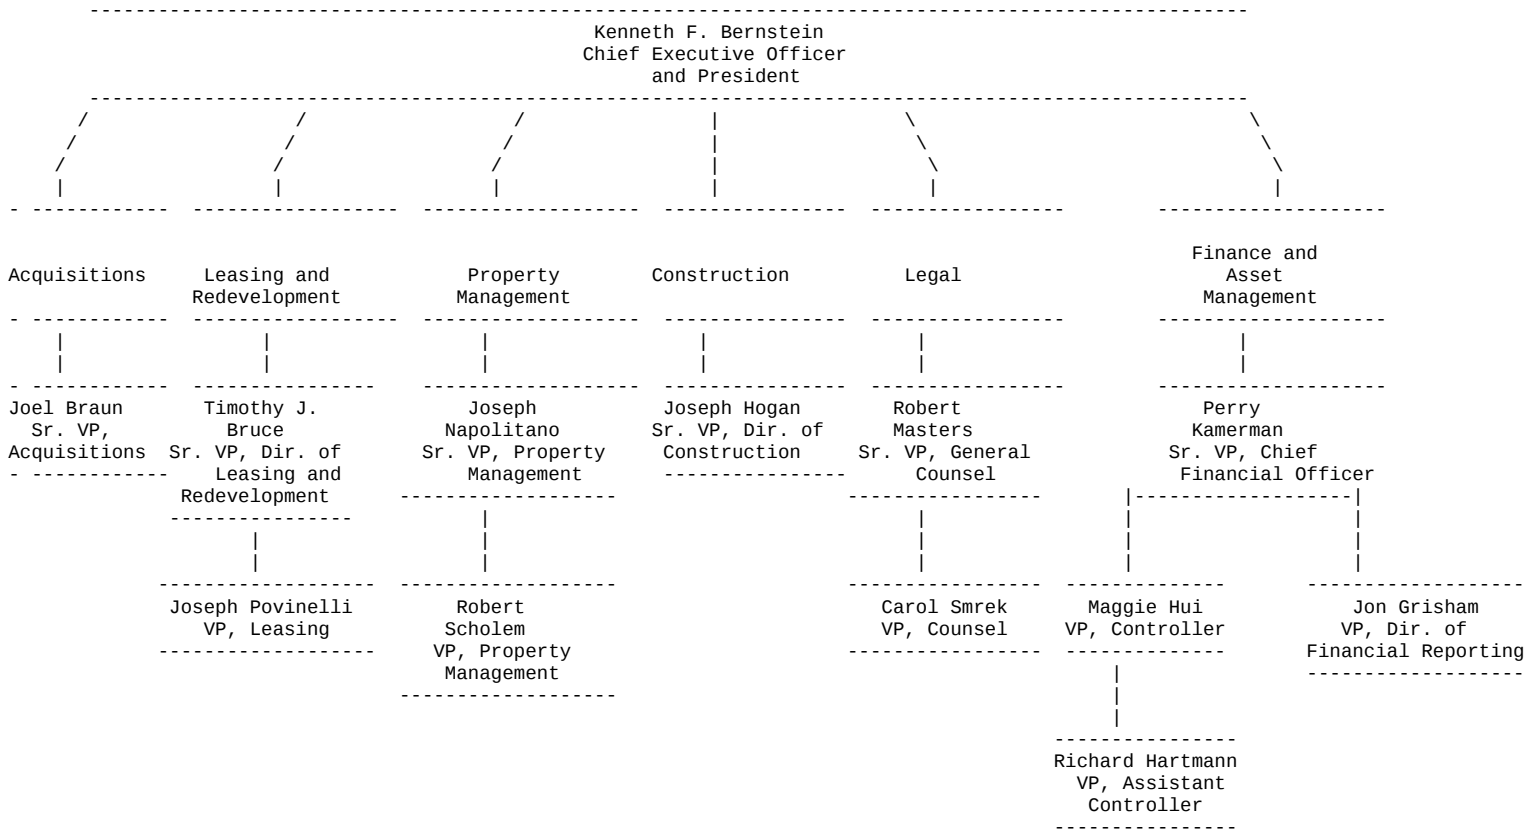 Kenneth F. Bernstein
Chief Executive Officer
and President
Acquisitions
Leasing and
Redevelopment
Property
Management
Construction
Legal
Finance and
Asset
Management
Joel Braun
Sr. VP,
Acquisitions
Timothy J.
Bruce
Sr. VP, Dir. of
Leasing and
Redevelopment
Joseph
Napolitano
Sr. VP, Property
Management
Joseph Hogan
Sr. VP, Dir. of
Construction
Robert
Masters
Sr. VP, General
Counsel
Perry
Kamerman
Sr. VP, Chief
Financial Officer
Joseph Povinelli
VP, Leasing
Robert
Scholem
VP, Property
Management
Carol Smrek
VP, Counsel
Maggie Hui
VP, Controller
Jon Grisham
VP, Dir. of
Financial Reporting
Richard Hartmann
VP, Assistant
Controller